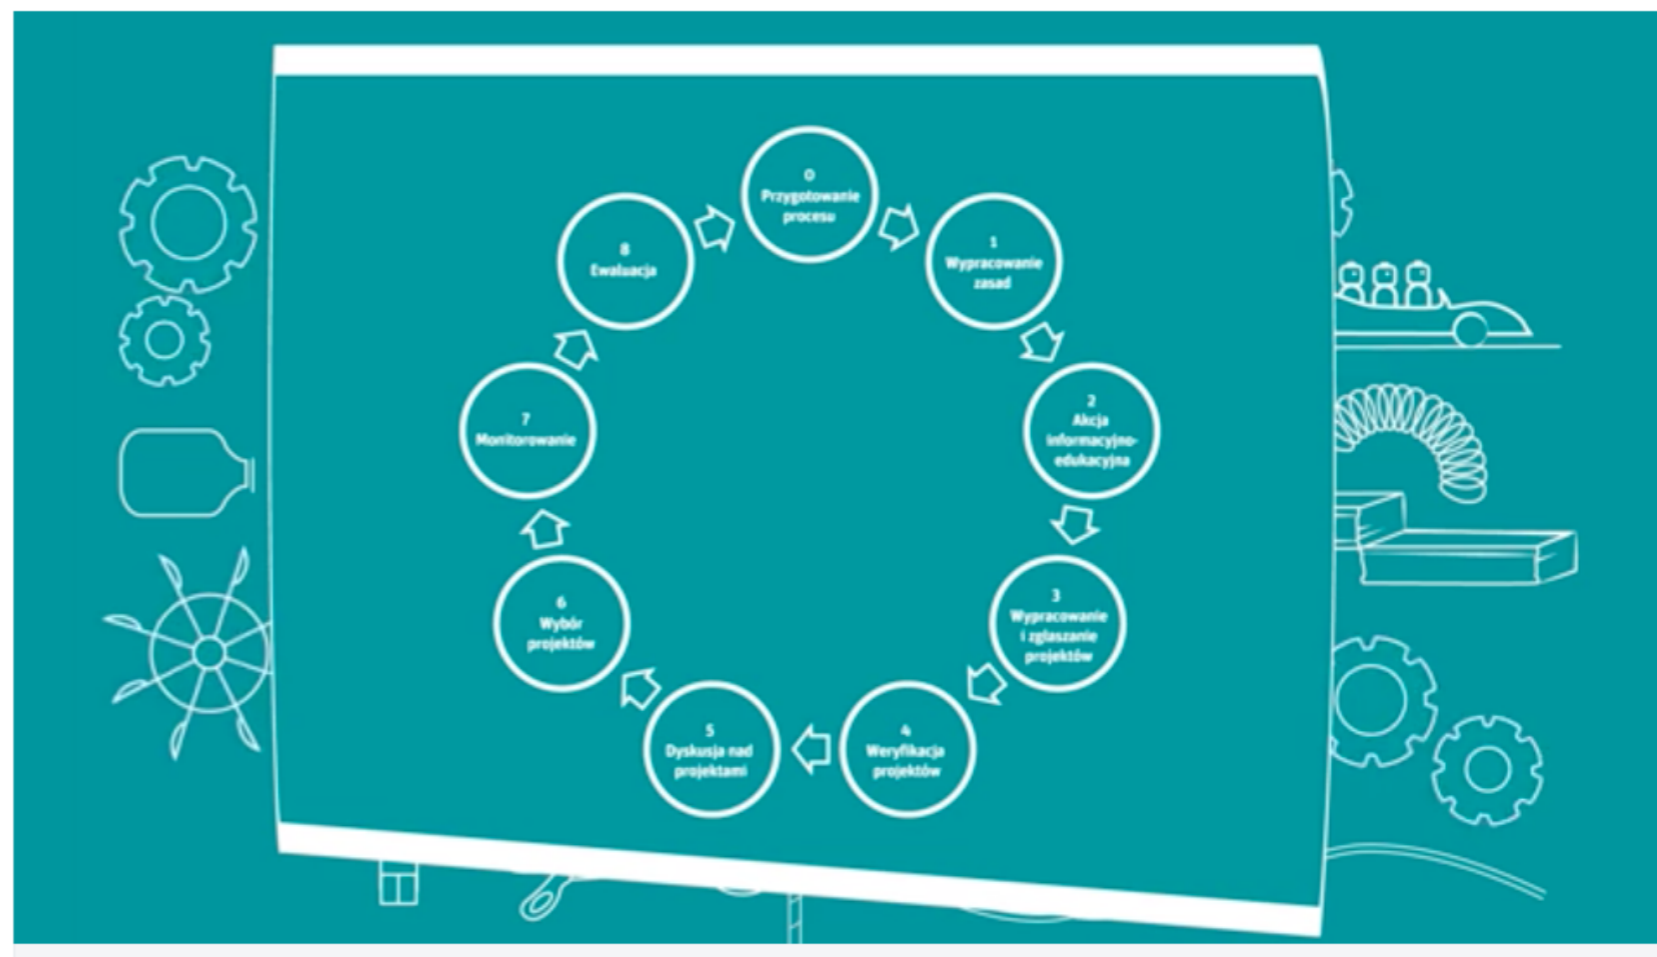 0
Przygotowanie
procesu
1
Wypracowanie
zasad
2
Akcja
informacyjno-
edukacyjna
3
Wypracowanie
i zgłaszanie
projektów
4
Weryfikacja
projektów
5
Dyskusja nad
projektami
6
Wybór
projektów
7
Monitorowanie
8
Ewaluacja